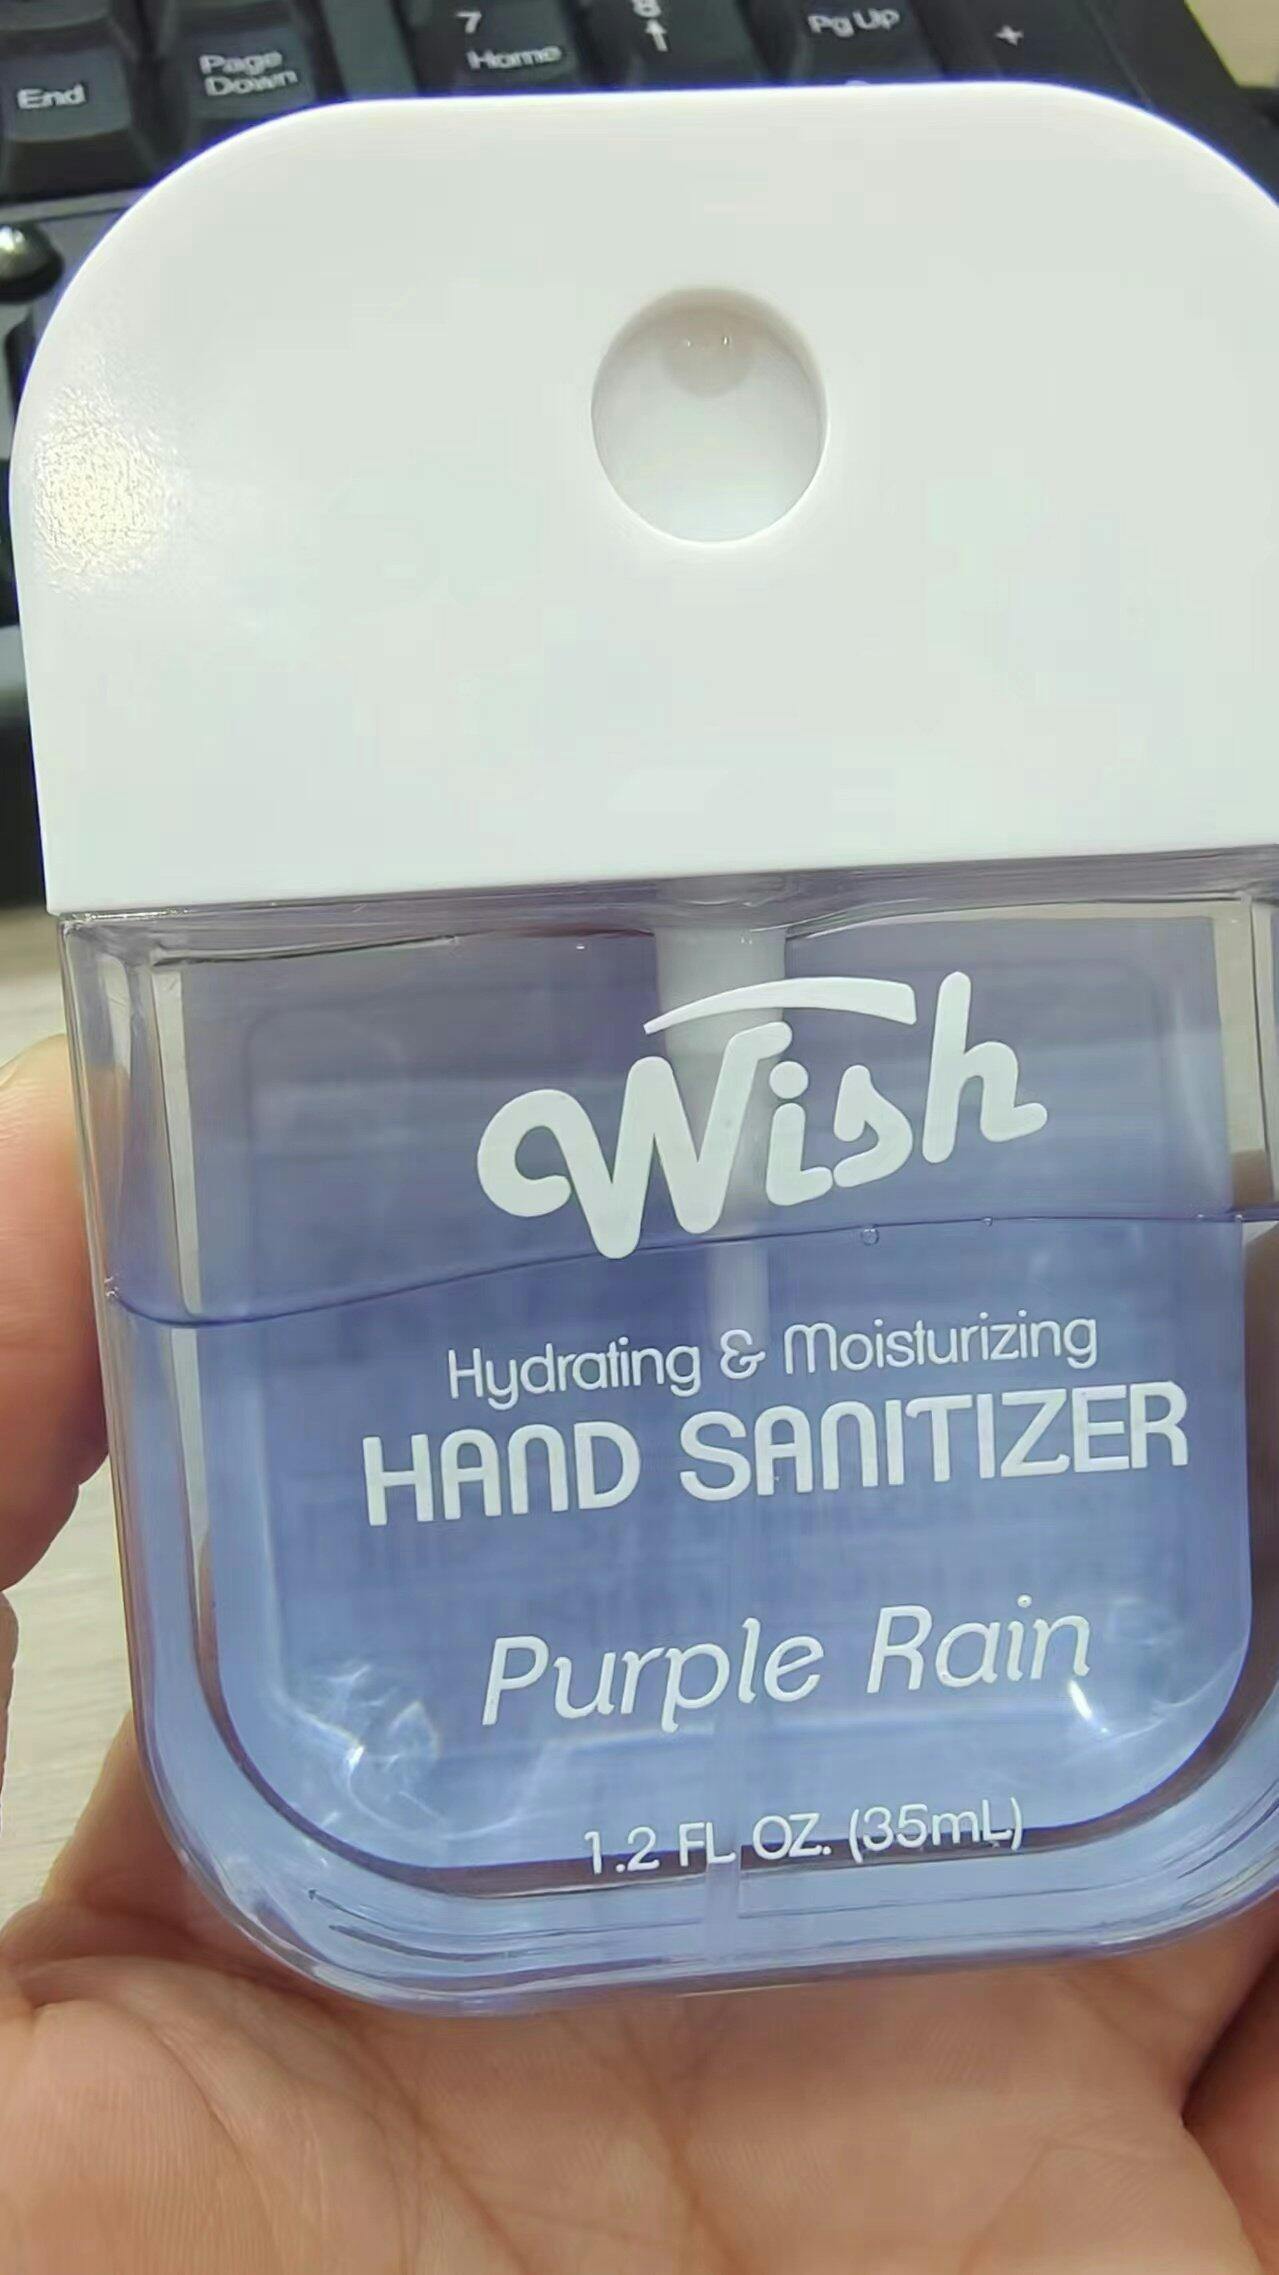 End
Page
Down
7
Home
8
↑
Pg Up
+
Wish
Hydrating & Moisturizing
HAND SANITIZER
Purple Rain
1.2 FL OZ. (35mL)